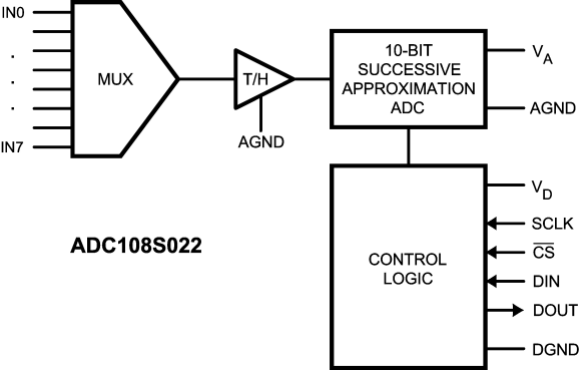 IN0
.
.
.
IN7
MUX
T/H
AGND
10-BIT
SUCCESSIVE
APPROXIMATION
ADC
VA
AGND
CONTROL
LOGIC
VD
SCLK
C̅S̅
DIN
DOUT
DGND
ADC108S022